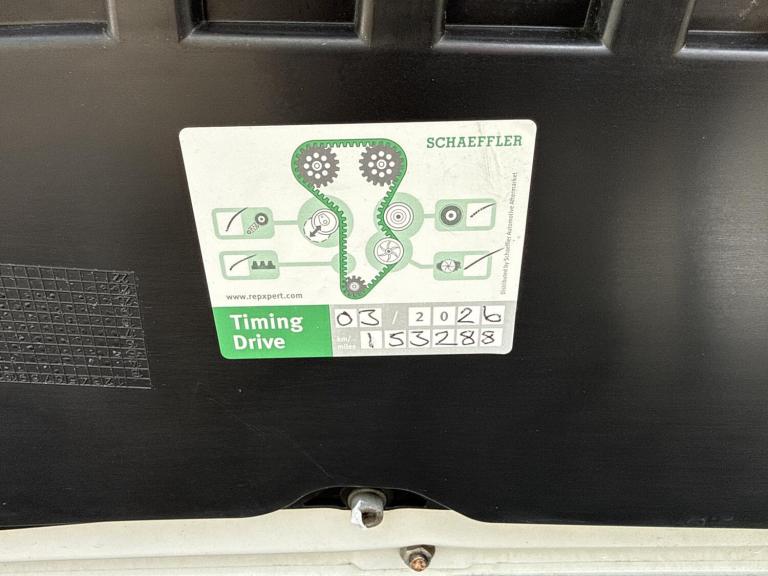 SCHAEFFLER
Distributed by Schaeffler Automotive Aftermarket
www.repxpert.com
Timing Drive
03 / 2026
km/miles 153288